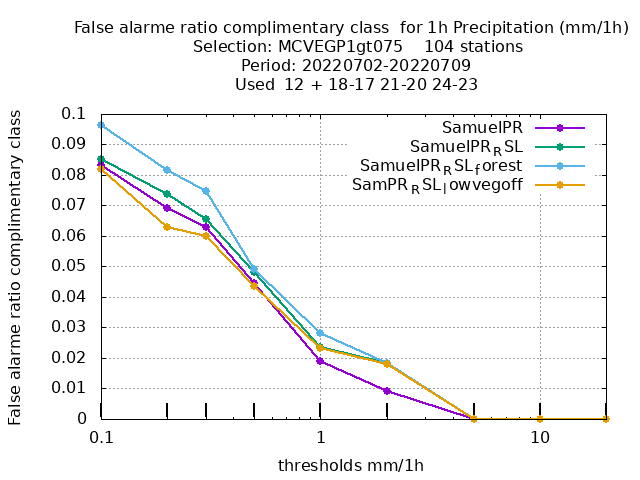 False alarme ratio complimentary class  for 1h Precipitation (mm/1h)
Selection: MCVEGP1gt075    104 stations
Period: 20220702-20220709
Used  12 + 18-17 21-20 24-23
False alarme ratio complimentary class
0.1
0.09
0.08
0.07
0.06
0.05
0.04
0.03
0.02
0.01
0
SamuelPR
SamuelPR_RSL
SamuelPR_RSL_forest
SamPR_RSL_lowvegoff
0.1 1 10
thresholds mm/1h